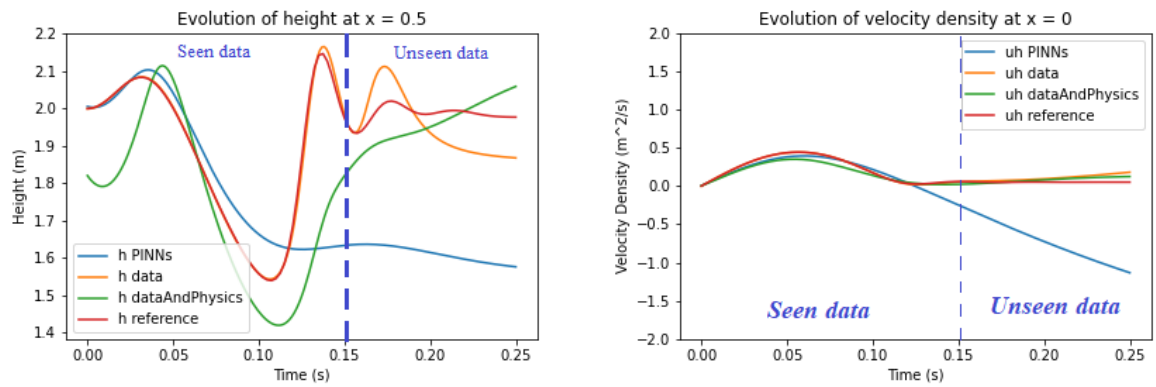 Evolution of height at x = 0.5
2.2
2.1
2.0
1.9
1.8
1.7
1.6
1.5
1.4
Height (m)
Seen data
Unseen data
h PINNs
h data
h dataAndPhysics
h reference
0.00
0.05
0.10
0.15
0.20
0.25
Time (s)
Evolution of velocity density at x = 0
2.0
1.5
1.0
0.5
0.0
−0.5
−1.0
−1.5
−2.0
Velocity Density (m^2/s)
uh PINNs
uh data
uh dataAndPhysics
uh reference
Seen data
Unseen data
0.00
0.05
0.10
0.15
0.20
0.25
Time (s)